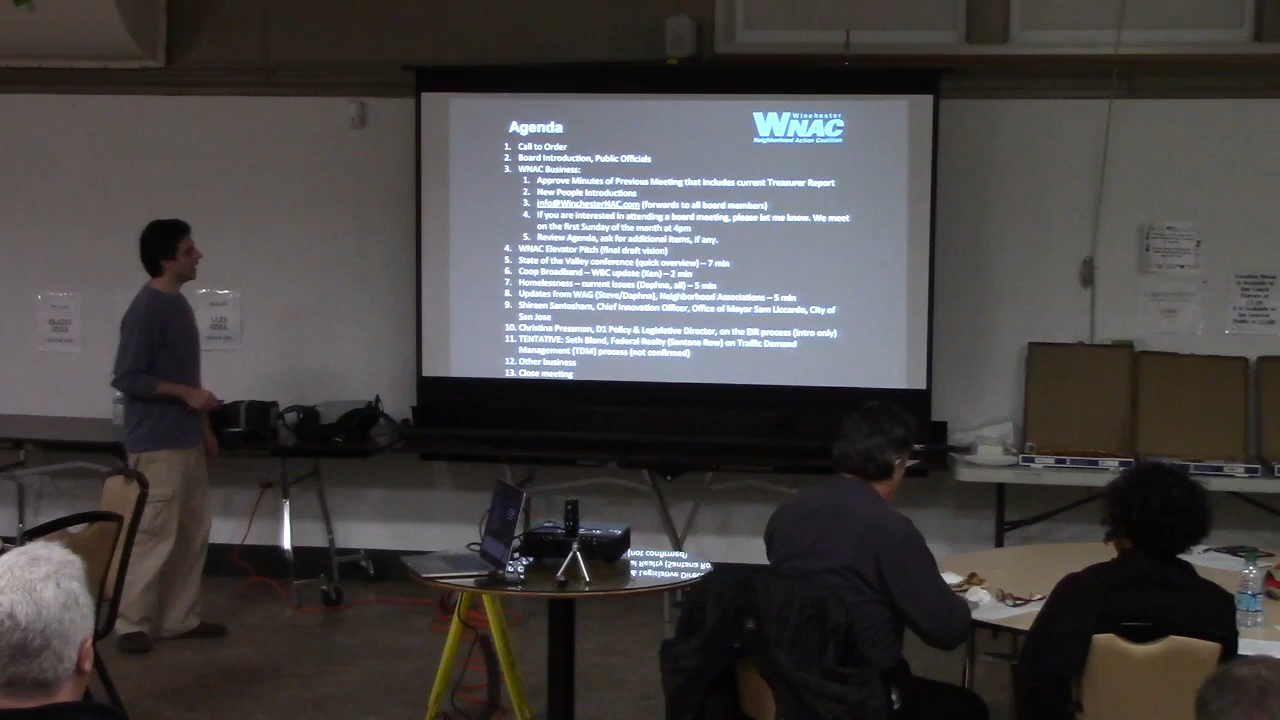 Agenda
Winchester
WNAC
Neighborhood Action Coalition
1. Call to Order
2. Board Introduction, Public Officials
3. WNAC Business:
1. Approve Minutes of Previous Meeting that includes current Treasurer Report
2. New People Introductions
3. info@WinchesterNAC.com (forwards to all board members)
4. If you are interested in attending a board meeting, please let me know. We meet
on the first Sunday of the month at 4pm
5. Review Agenda, ask for additional items, if any.
4. WNAC Elevator Pitch (final draft vision)
5. State of the Valley conference (quick overview) – 7 min
6. Coop Broadband – WBC update (Ken) – 2 min
7. Homelessness – current issues (Daphna, all) – 5 min
8. Updates from WAG (Steve/Daphna), Neighborhood Associations – 5 min
9. Shireen Santosham, Chief Innovation Officer, Office of Mayor Sam Liccardo, City of
San Jose
10. Christina Pressman, D1 Policy & Legislative Director, on the EIR process (intro only)
11. TENTATIVE: Seth Bland, Federal Realty (Santana Row) on Traffic Demand
Management (TDM) process (not confirmed)
12. Other business
13. Close meeting
(not confirmed)
al Realty (Santana Ro
& Legislative Direc